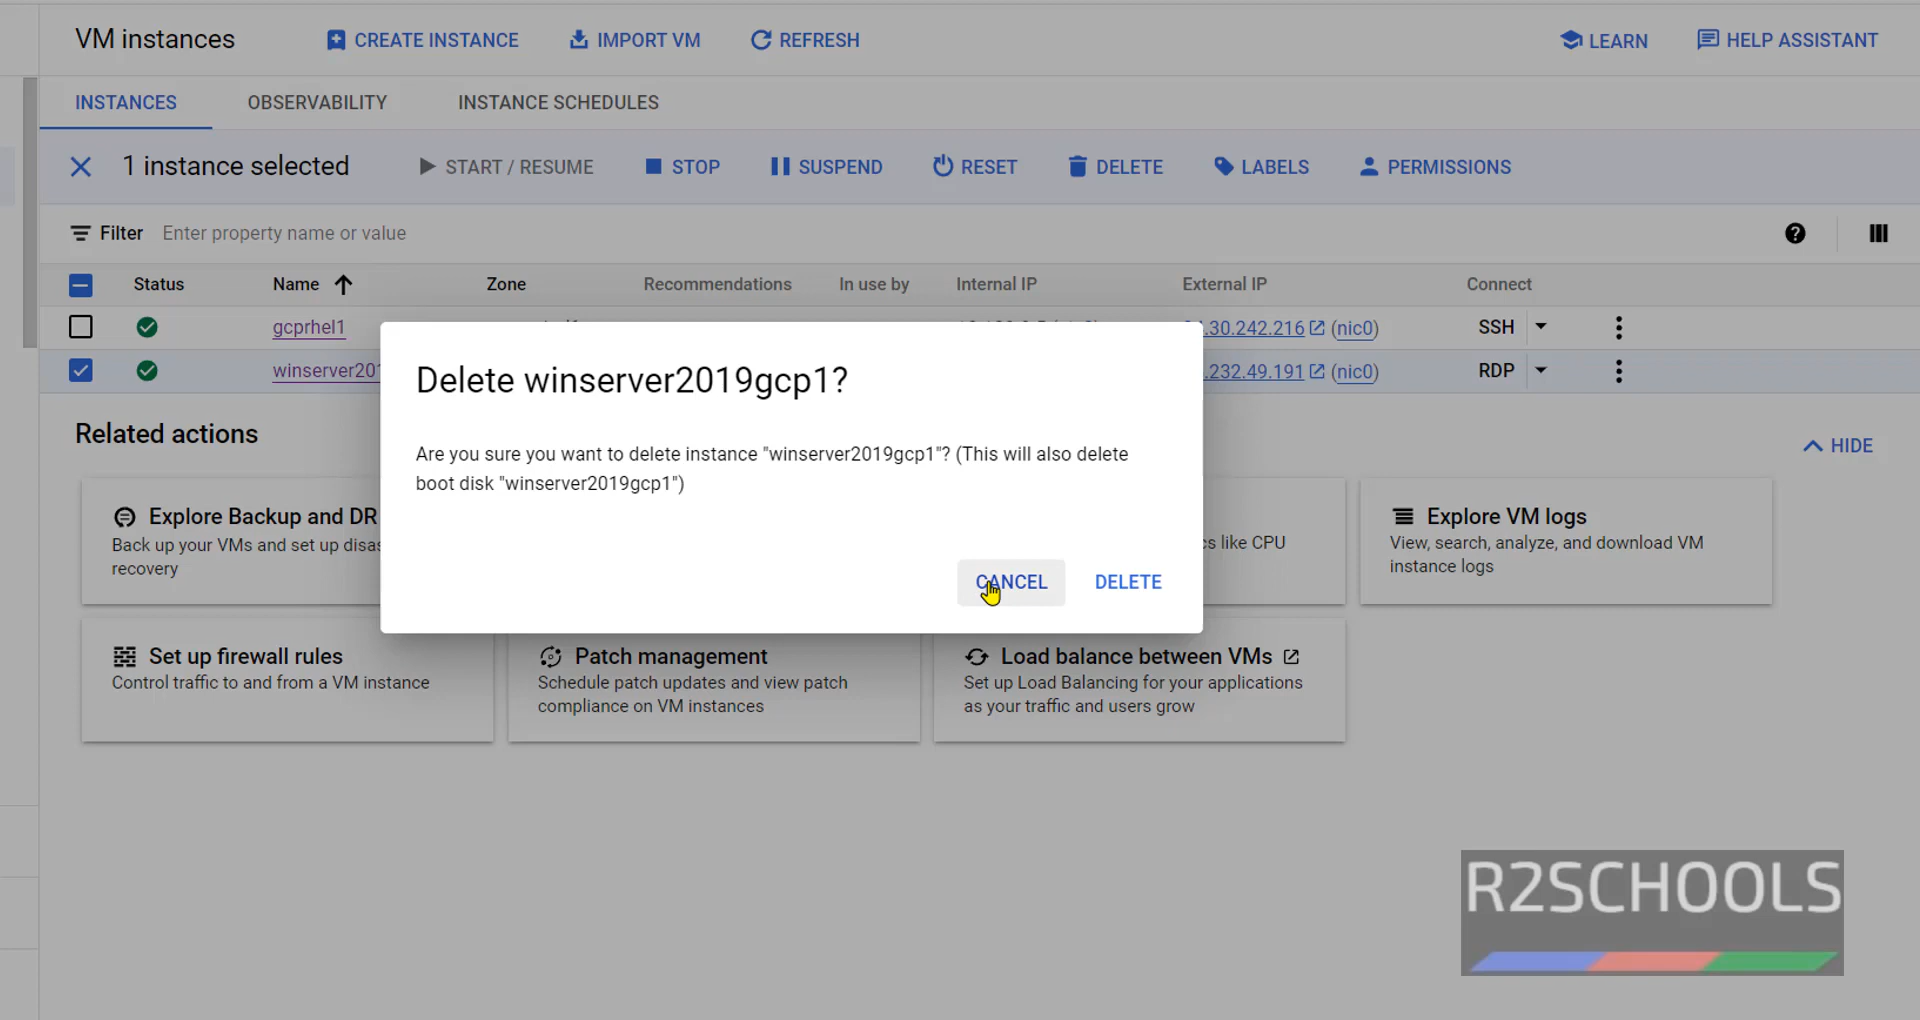 VM instances
CREATE INSTANCE
IMPORT VM
REFRESH
LEARN
HELP ASSISTANT
INSTANCES
OBSERVABILITY
INSTANCE SCHEDULES
1 instance selected
START / RESUME
STOP
SUSPEND
RESET
DELETE
LABELS
PERMISSIONS
Filter
Enter property name or value
Status
Name
Zone
Recommendations
In use by
Internal IP
External IP
Connect
gcprhel1
.30.242.216 (nic0)
SSH
winserver201
.232.49.191 (nic0)
RDP
Delete winserver2019gcp1?
Are you sure you want to delete instance "winserver2019gcp1"? (This will also delete
boot disk "winserver2019gcp1")
CANCEL
DELETE
Related actions
HIDE
Explore Backup and DR
Back up your VMs and set up disas
recovery
cs like CPU
Explore VM logs
View, search, analyze, and download VM
instance logs
Set up firewall rules
Control traffic to and from a VM instance
Patch management
Schedule patch updates and view patch
compliance on VM instances
Load balance between VMs
Set up Load Balancing for your applications
as your traffic and users grow
R2SCHOOLS